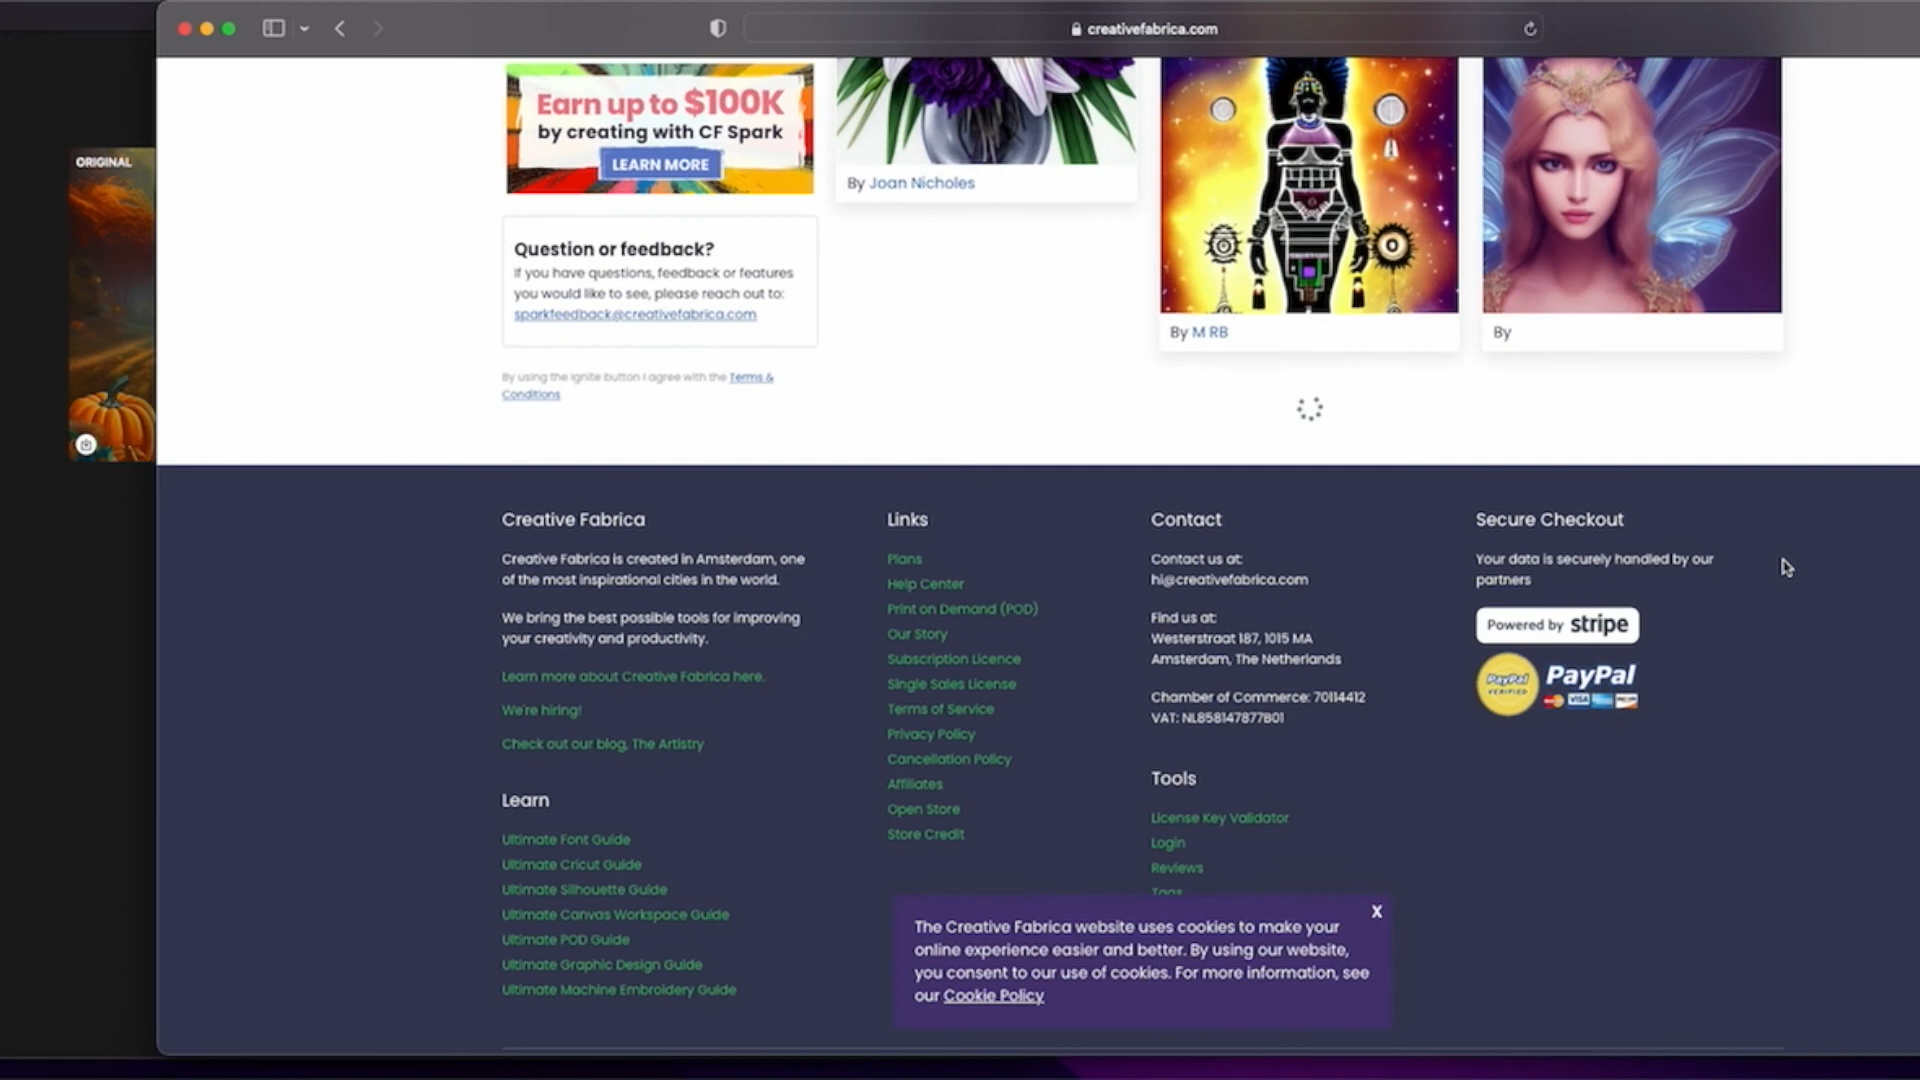 creativefabrica.com
ORIGINAL
Earn up to $100K
by creating with CF Spark
LEARN MORE
Question or feedback?
If you have questions, feedback or features
you would like to see, please reach out to:
sparkfeedback@creativefabrica.com
By using the Ignite button I agree with the Terms &
Conditions
By Joan Nicholes
By M RB
By
Creative Fabrica
Creative Fabrica is created in Amsterdam, one
of the most inspirational cities in the world.
We bring the best possible tools for improving
your creativity and productivity.
Learn more about Creative Fabrica here.
We're hiring!
Check out our blog, The Artistry
Learn
Ultimate Font Guide
Ultimate Cricut Guide
Ultimate Silhouette Guide
Ultimate Canvas Workspace Guide
Ultimate POD Guide
Ultimate Graphic Design Guide
Ultimate Machine Embroidery Guide
Links
Plans
Help Center
Print on Demand (POD)
Our Story
Subscription Licence
Single Sales License
Terms of Service
Privacy Policy
Cancellation Policy
Affiliates
Open Store
Store Credit
Contact
Contact us at:
hi@creativefabrica.com
Find us at:
Westerstraat 187, 1015 MA
Amsterdam, The Netherlands
Chamber of Commerce: 70114412
VAT: NL858147877B01
Tools
License Key Validator
Login
Reviews
Tags
Secure Checkout
Your data is securely handled by our
partners
Powered by stripe
PayPal
VERIFIED
PayPal
VISA
X
The Creative Fabrica website uses cookies to make your
online experience easier and better. By using our website,
you consent to our use of cookies. For more information, see
our Cookie Policy